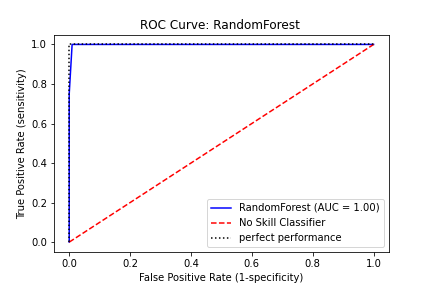 ROC Curve: RandomForest
1.0
0.8
0.6
0.4
0.2
0.0
True Positive Rate (sensitivity)
RandomForest (AUC = 1.00)
No Skill Classifier
perfect performance
0.0 0.2 0.4 0.6 0.8 1.0
False Positive Rate (1-specificity)